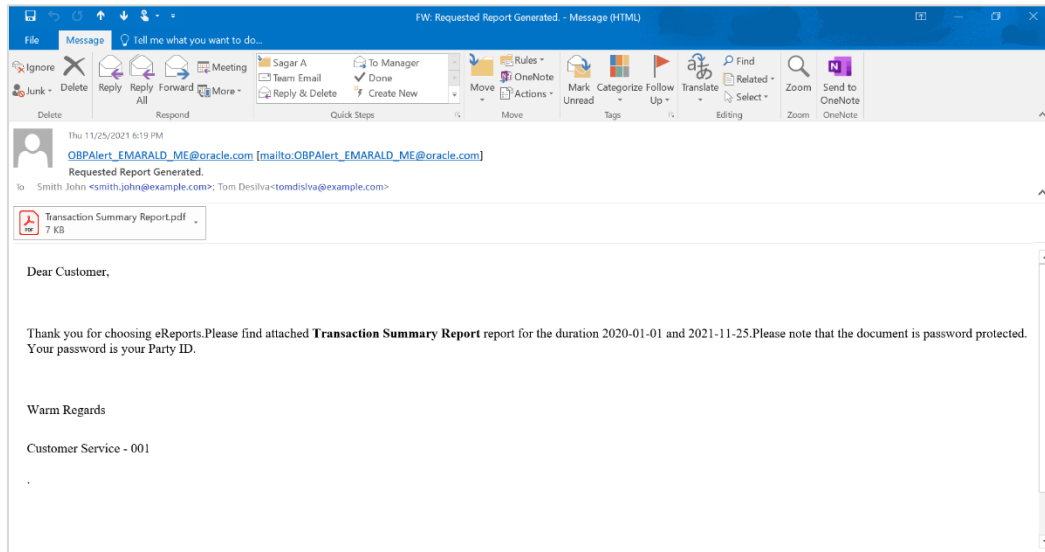 FW: Requested Report Generated. - Message (HTML)
File Message Tell me what you want to do...
Ignore
Junk
Delete
Reply
Reply All
Forward
Meeting
More
Sagar A
Team Email
Reply & Delete
To Manager
Done
Create New
Move
Rules
OneNote
Actions
Mark Unread
Categorize
Follow Up
Translate
Find
Related
Select
Zoom
Send to OneNote
Delete Respond Quick Steps Move Tags Editing Zoom OneNote
Thu 11/25/2021 6:19 PM
OBPAlert_EMARALD_ME@oracle.com [mailto:OBPAlert_EMARALD_ME@oracle.com]
Requested Report Generated.
To Smith John <smith.john@example.com>; Tom Desilva<tomdislva@example.com>
PDF
Transaction Summary Report.pdf
7 KB
Dear Customer,
Thank you for choosing eReports.Please find attached Transaction Summary Report report for the duration 2020-01-01 and 2021-11-25.Please note that the document is password protected.
Your password is your Party ID.
Warm Regards
Customer Service - 001
.